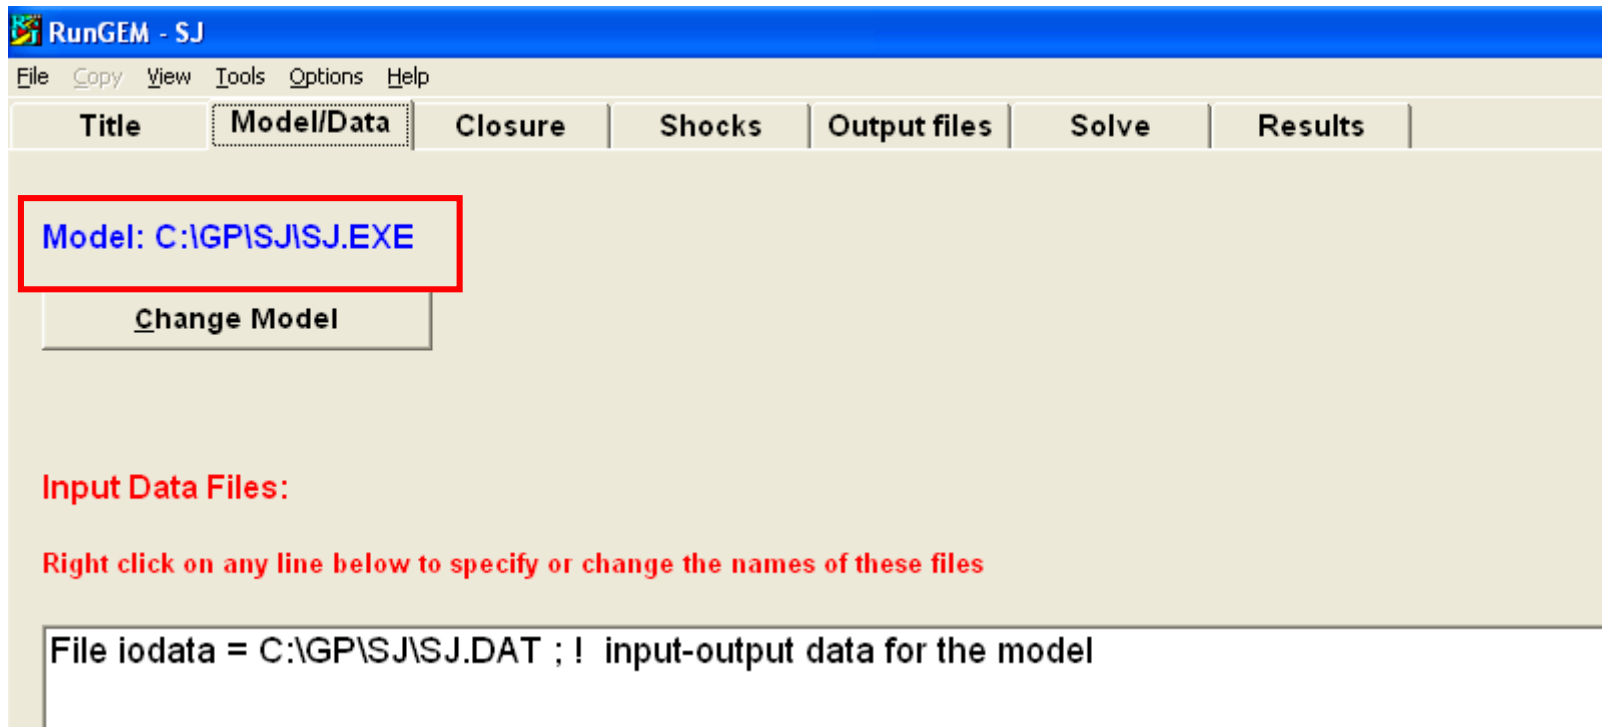 RunGEM - SJ
File Copy View Tools Options Help
Title Model/Data Closure Shocks Output files Solve Results
Model: C:\GP\SJ\SJ.EXE
Change Model
Input Data Files:
Right click on any line below to specify or change the names of these files
File iodata = C:\GP\SJ\SJ.DAT ; !  input-output data for the model